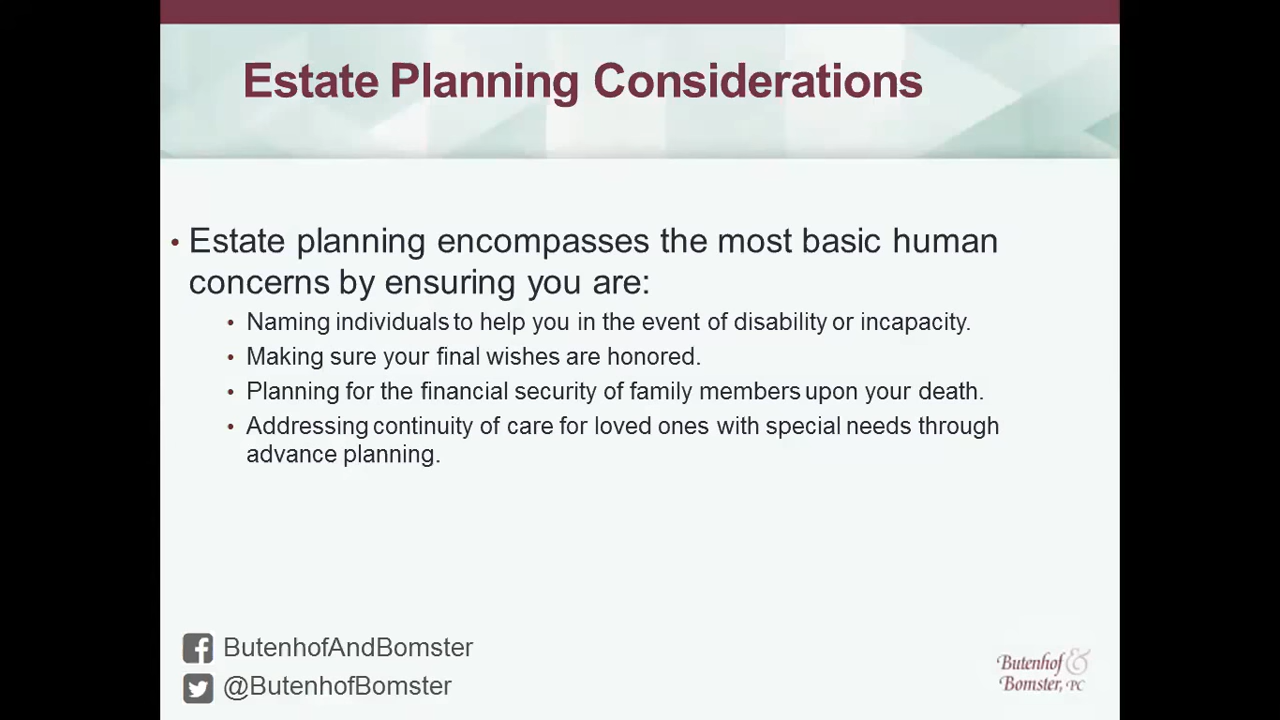 Estate Planning Considerations
• Estate planning encompasses the most basic human
concerns by ensuring you are:
• Naming individuals to help you in the event of disability or incapacity.
• Making sure your final wishes are honored.
• Planning for the financial security of family members upon your death.
• Addressing continuity of care for loved ones with special needs through
advance planning.
ButenhofAndBomster
@ButenhofBomster
Butenhof &
Bomster, PC